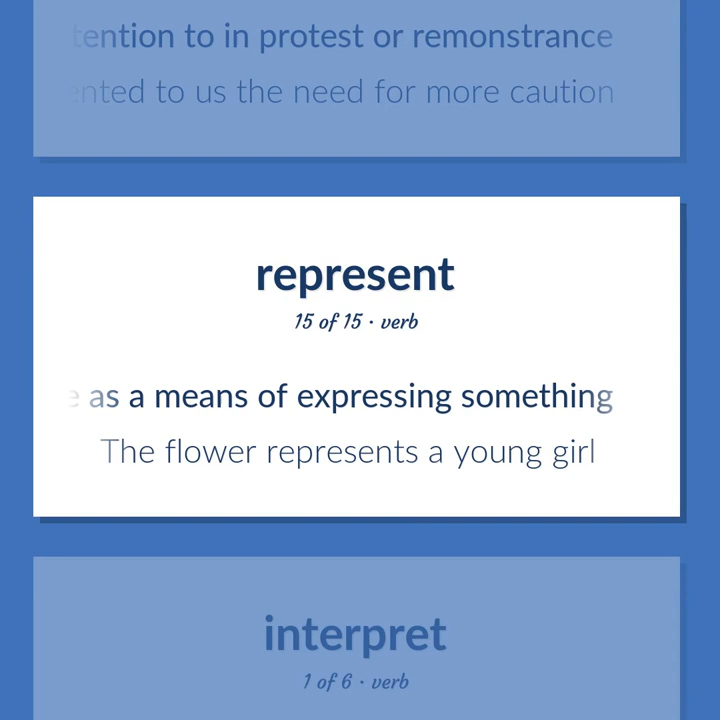 tention to in protest or remonstrance
ented to us the need for more caution
represent
15 of 15 · verb
e as a means of expressing something
The flower represents a young girl
interpret
1 of 6 · verb